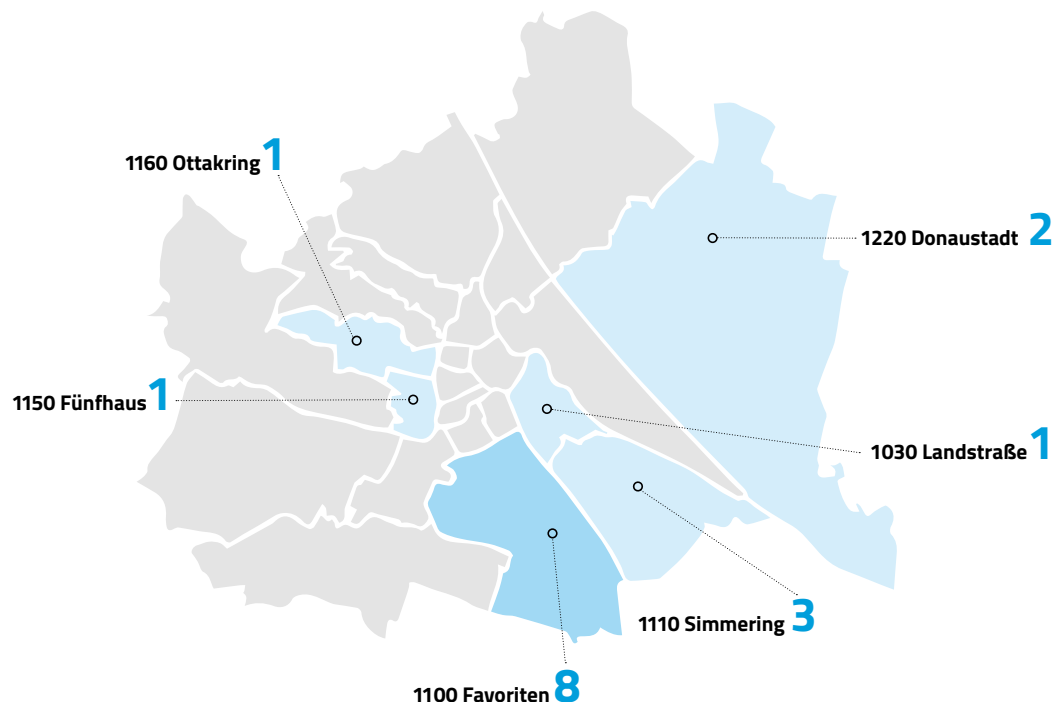 1160 Ottakring 1
1220 Donaustadt 2
1150 Fünfhaus 1
1030 Landstraße 1
1110 Simmering 3
1100 Favoriten 8